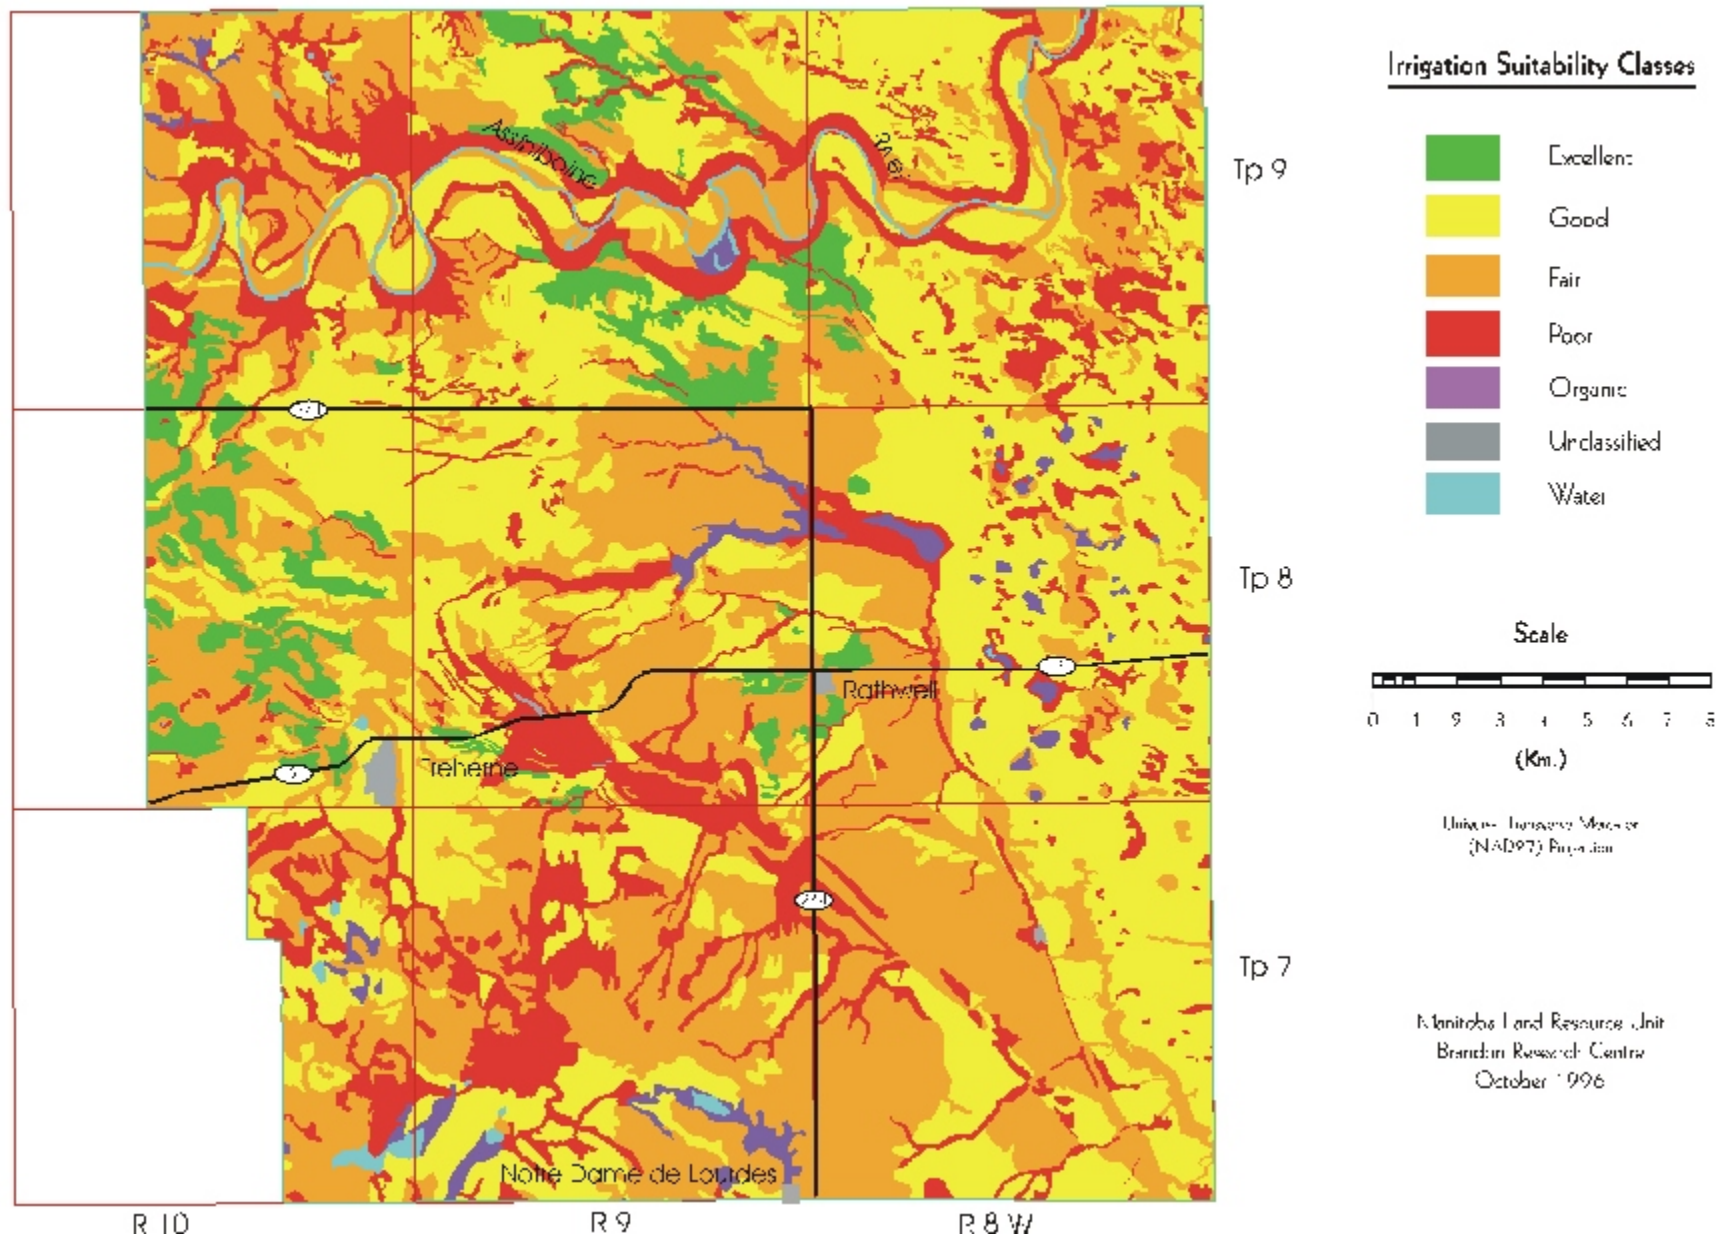 Irrigation Suitability Classes
Excellent
Good
Fair
Poor
Organic
Unclassified
Water
Assiniboine
River
Tp 9
Tp 8
Tp 7
Rathwell
Treherne
Notre Dame de Lourdes
R 10
R 9
R 8 W
Scale
0 1 2 3 4 5 6 7 8
(Km.)
Manitoba Land Resource Unit
Brandon Research Centre
October 1996